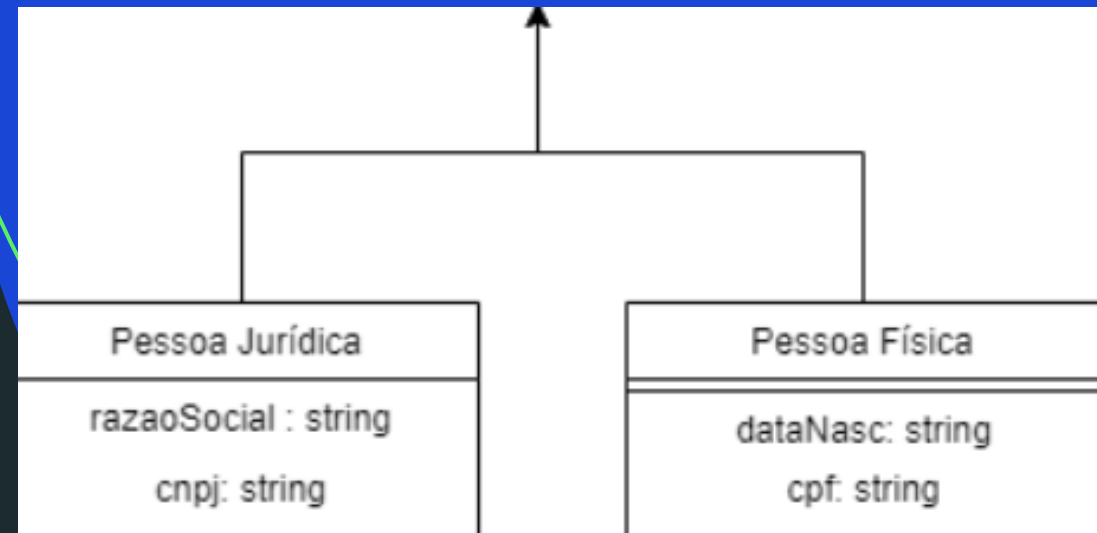 Pessoa Jurídica
razaoSocial : string
cnpj: string
Pessoa Física
dataNasc: string
cpf: string